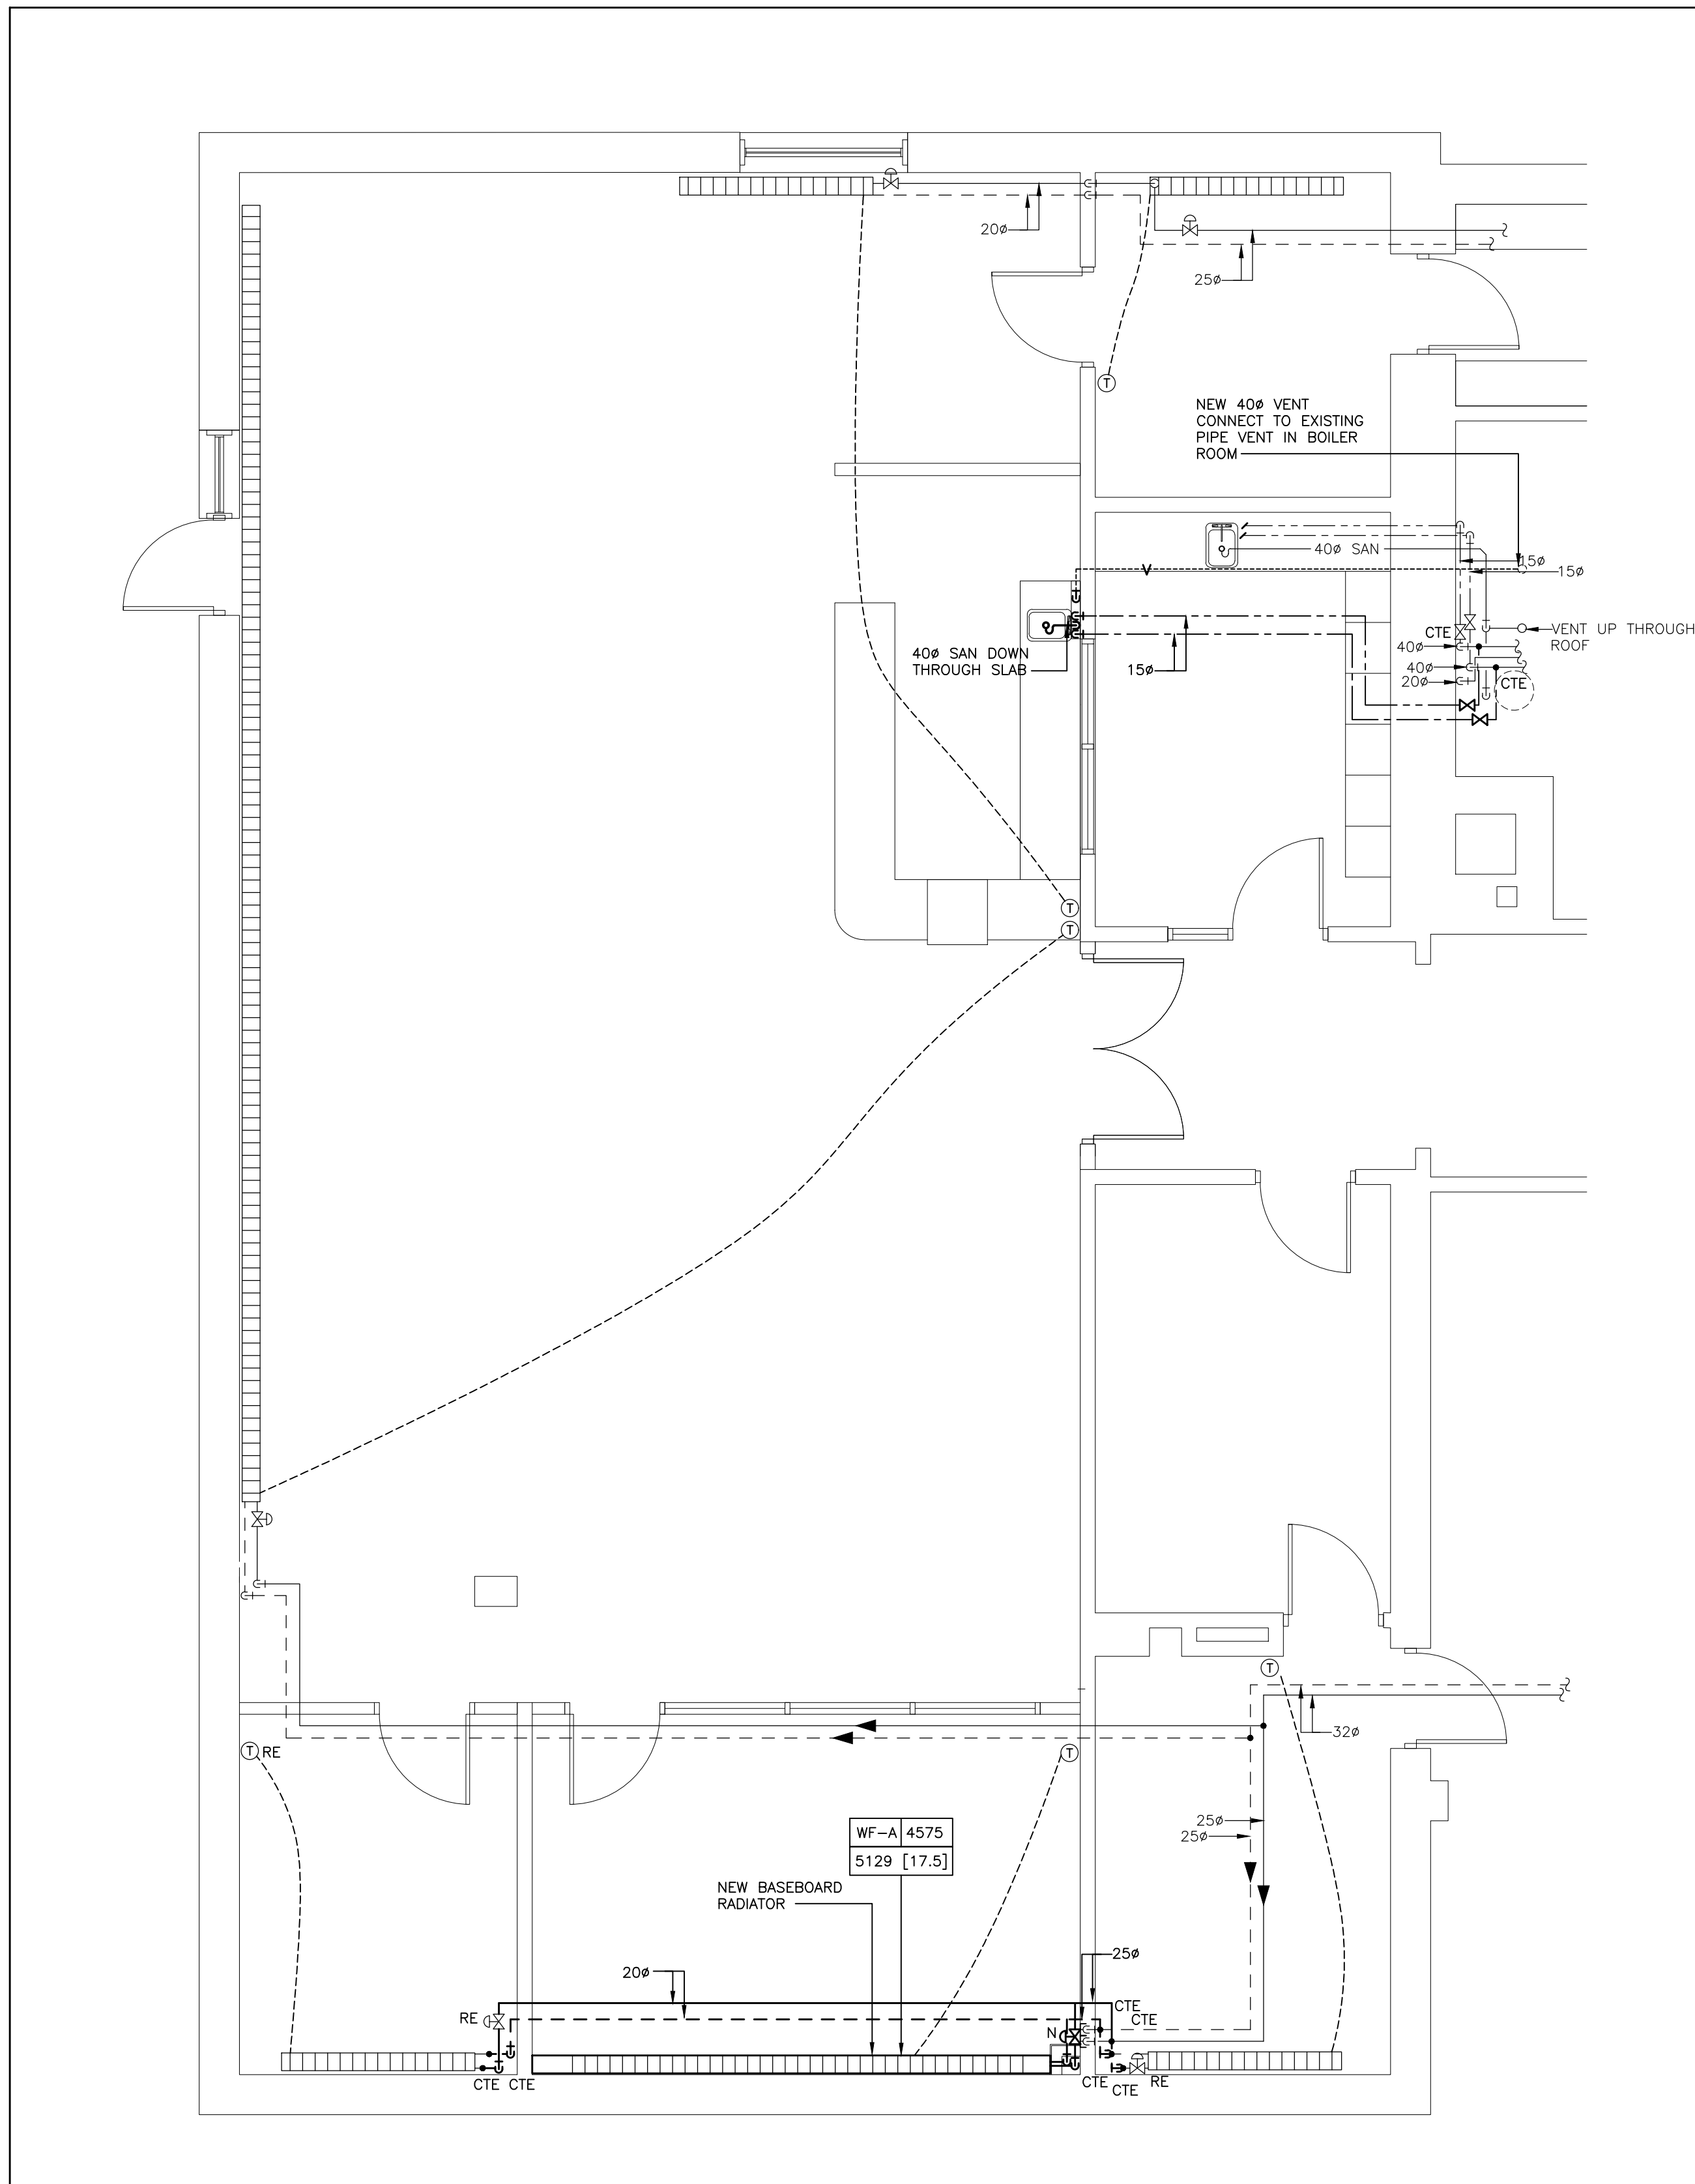 20ø
25ø
T
NEW 40ø VENT
CONNECT TO EXISTING
PIPE VENT IN BOILER
ROOM
40ø SAN
15ø
V
15ø
CTE
VENT UP THROUGH
ROOF
40ø
40ø SAN DOWN
THROUGH SLAB
15ø
40ø
20ø
CTE
T
T
T
32ø
T RE
T
25ø
25ø
WF-A 4575
5129 [17.5]
NEW BASEBOARD
RADIATOR
25ø
20ø
CTE
CTE
RE
N
CTE CTE
CTE
CTE
RE